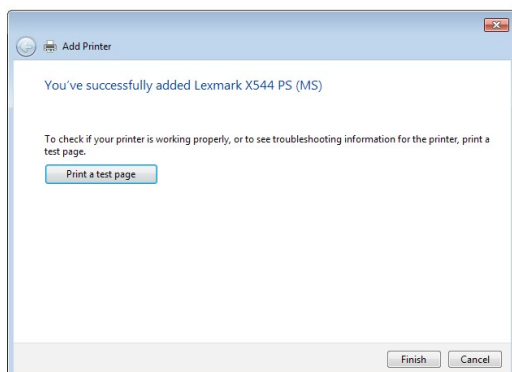 Add Printer
You've successfully added Lexmark X544 PS (MS)
To check if your printer is working properly, or to see troubleshooting information for the printer, print a
test page.
Print a test page
Finish Cancel